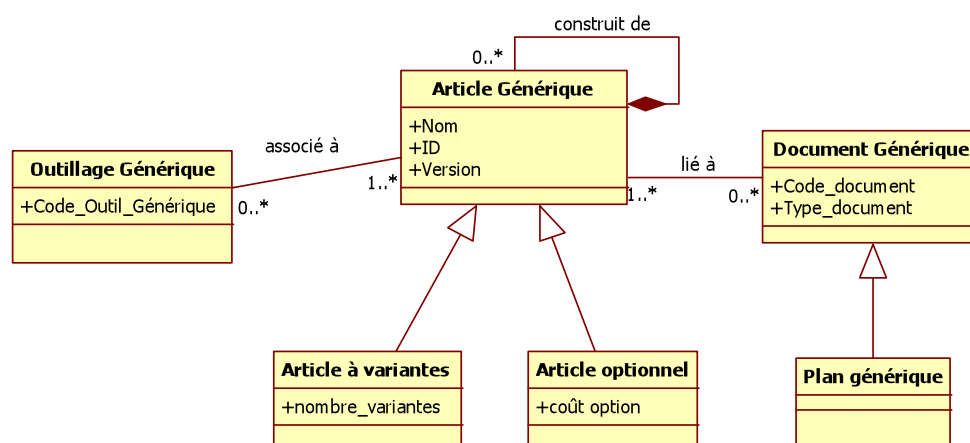 construit de
0..*
Article Générique
+Nom
+ID
+Version
associé à
1..*
Outillage Générique
+Code_Outil_Générique
0..*
lié à
1..*
0..*
Document Générique
+Code_document
+Type_document
Article à variantes
+nombre_variantes
Article optionnel
+coût option
Plan générique